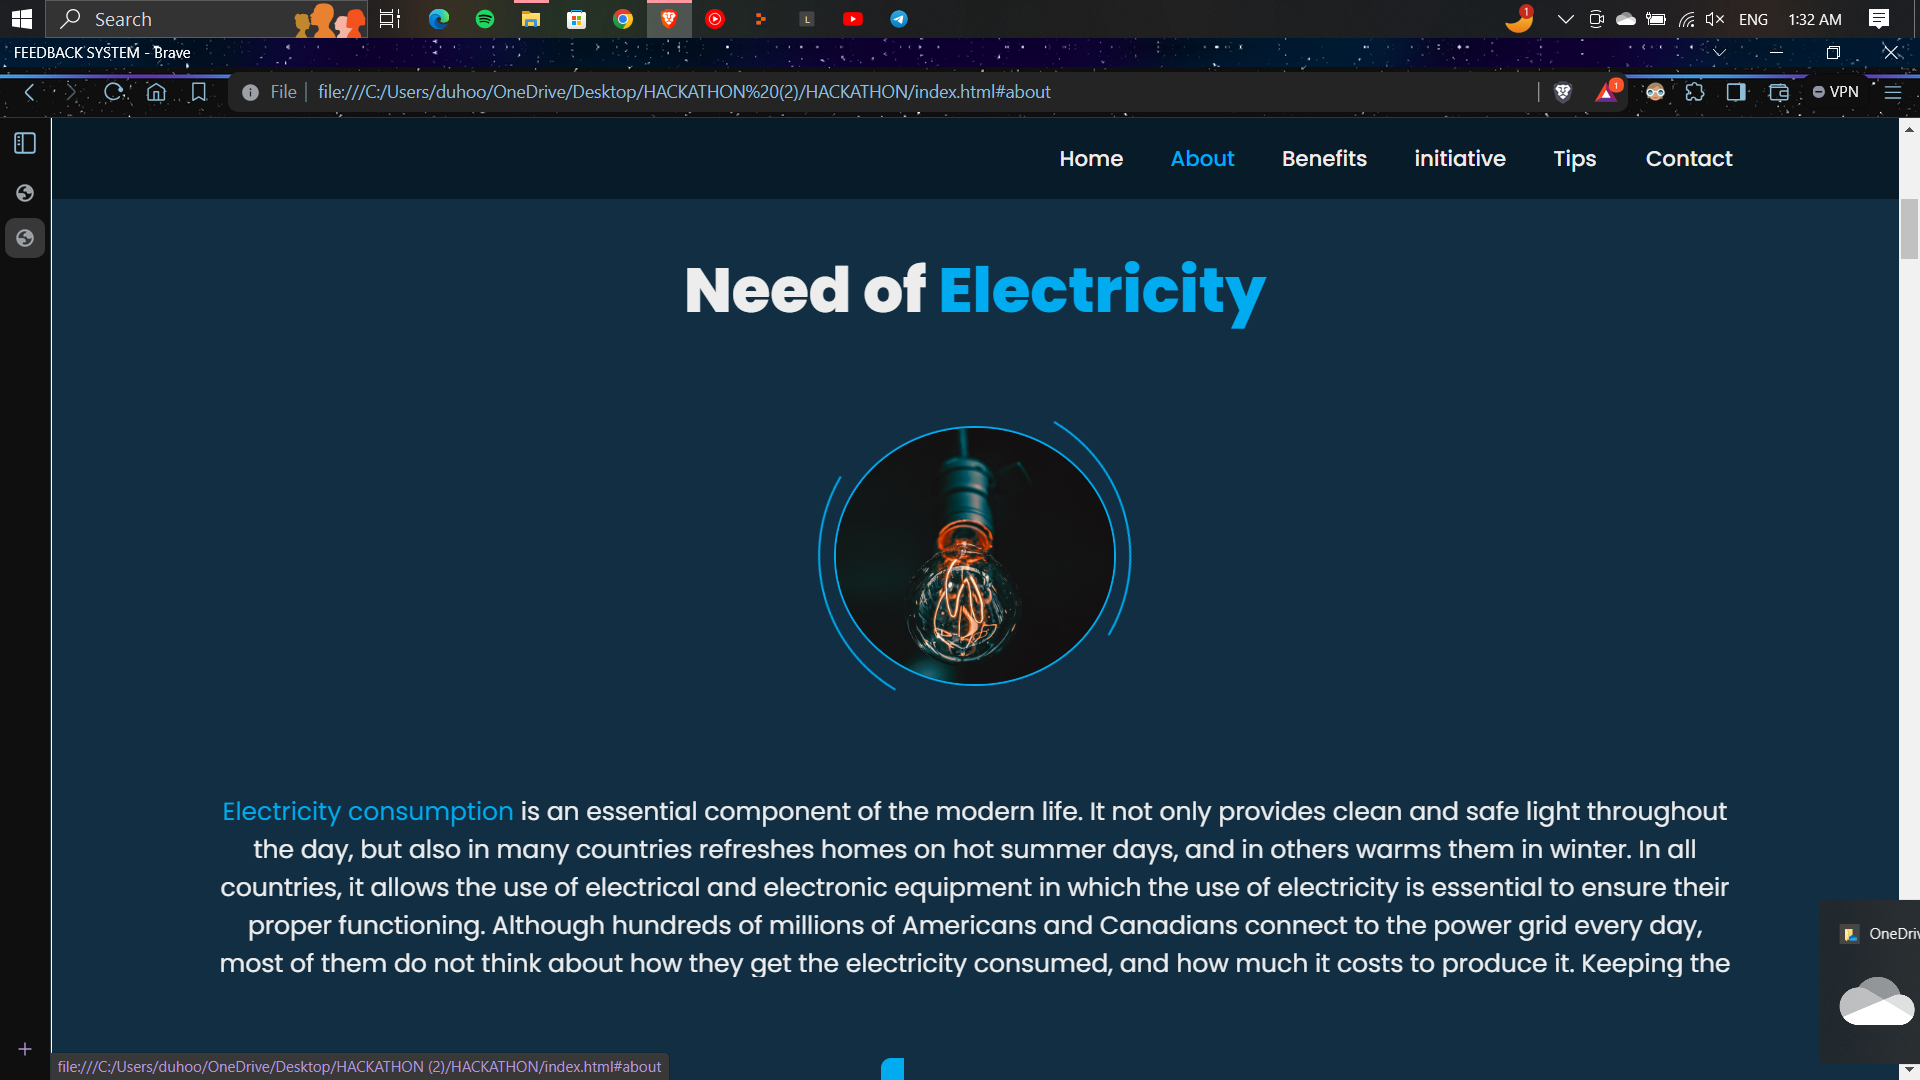 Search
1
ENG
1:32 AM
FEEDBACK SYSTEM - Brave
File
file:///C:/Users/duhoo/OneDrive/Desktop/HACKATHON%20(2)/HACKATHON/index.html#about
1
VPN
Home
About
Benefits
initiative
Tips
Contact
Need of Electricity
Electricity consumption is an essential component of the modern life. It not only provides clean and safe light throughout
the day, but also in many countries refreshes homes on hot summer days, and in others warms them in winter. In all
countries, it allows the use of electrical and electronic equipment in which the use of electricity is essential to ensure their
proper functioning. Although hundreds of millions of Americans and Canadians connect to the power grid every day,
most of them do not think about how they get the electricity consumed, and how much it costs to produce it. Keeping the
OneDriv
file:///C:/Users/duhoo/OneDrive/Desktop/HACKATHON (2)/HACKATHON/index.html#about